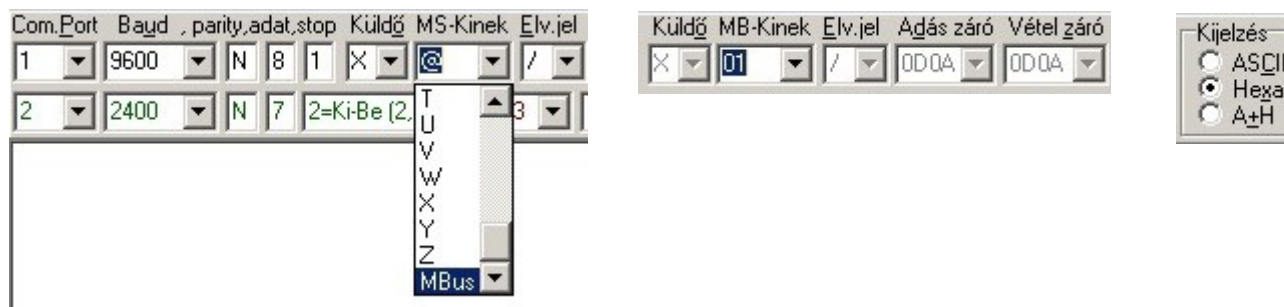 Com.Port Baud , parity,adat,stop Küldő MS-Kinek Elv.jel
1 9600 N 8 1 X @ /
2 2400 N 7 2=Ki-Be (2, 3
T
U
V
W
X
Y
Z
MBus
Küldő MB-Kinek Elv.jel Adás záró Vétel záró
X 01 / 0D0A 0D0A
Kijelzés
ASCII
Hexa
A+H